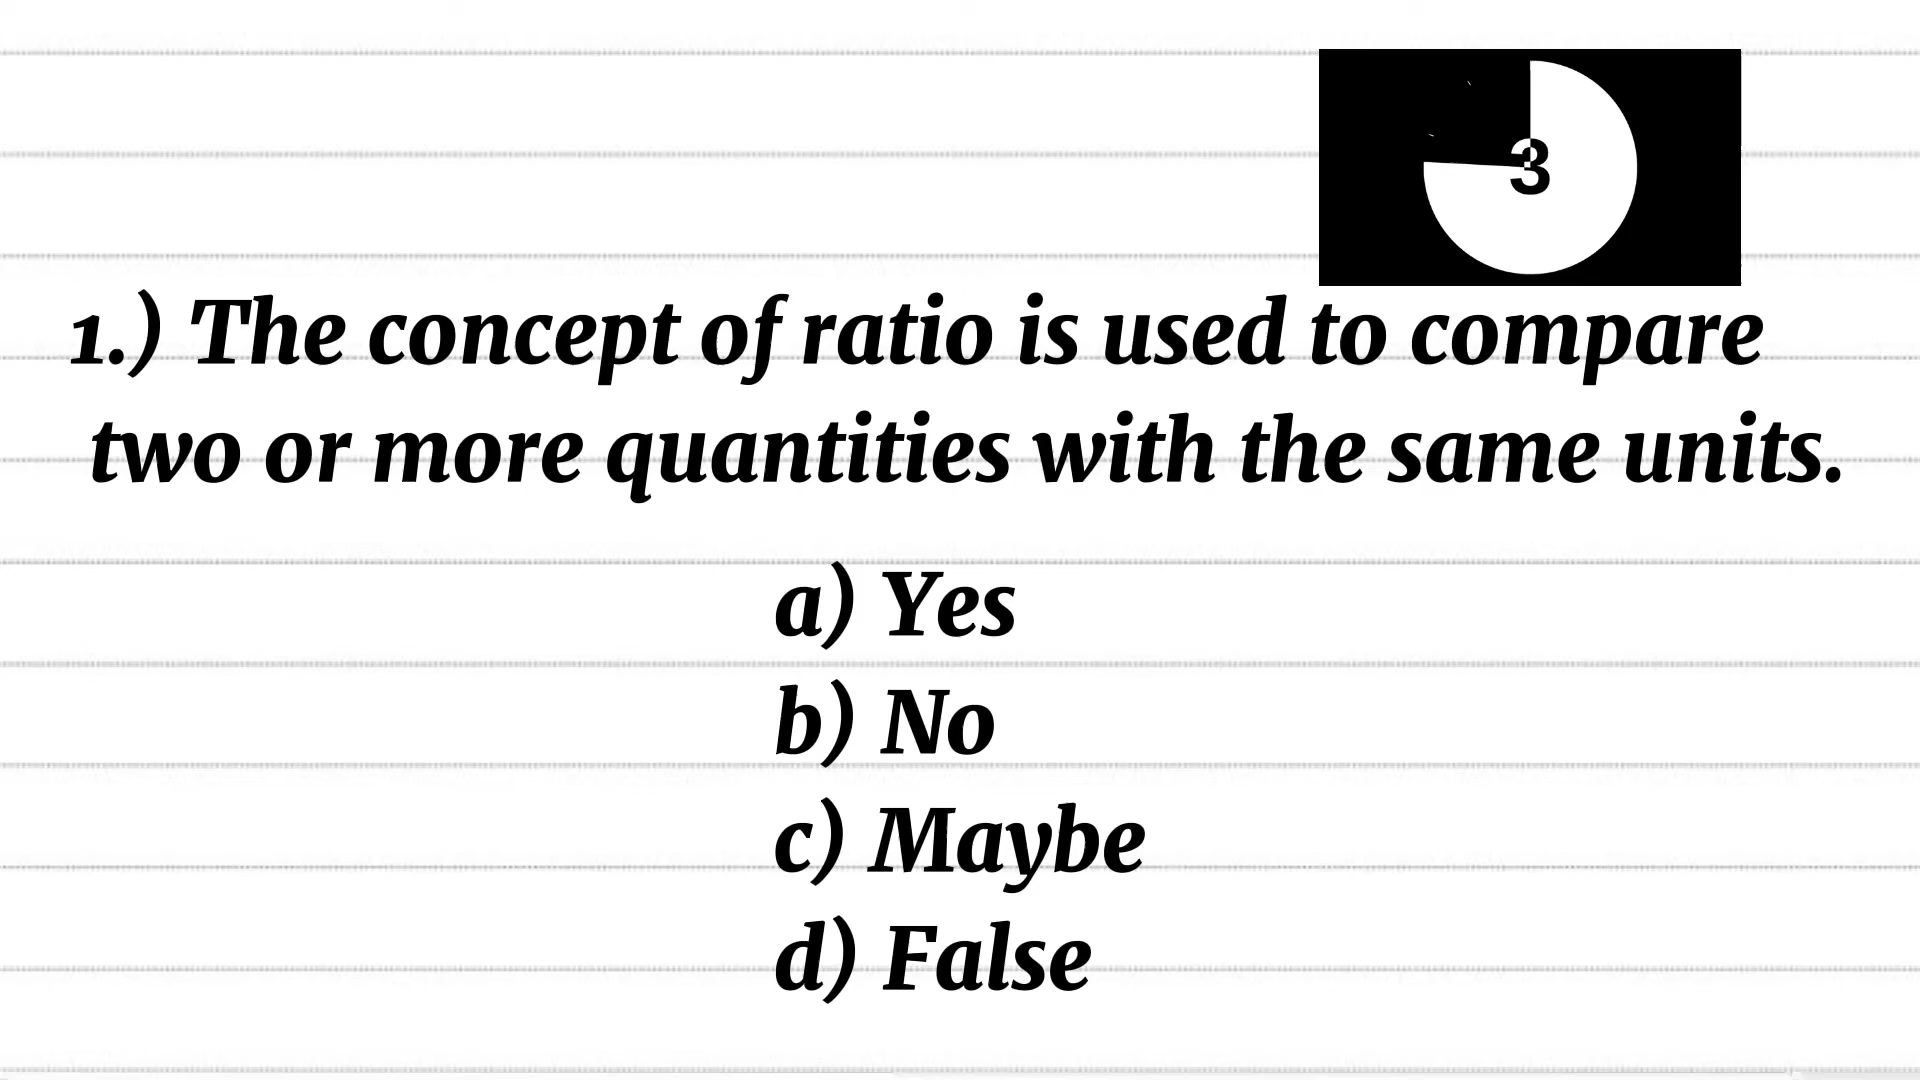 3
1.) The concept of ratio is used to compare
two or more quantities with the same units.
a) Yes
b) No
c) Maybe
d) False